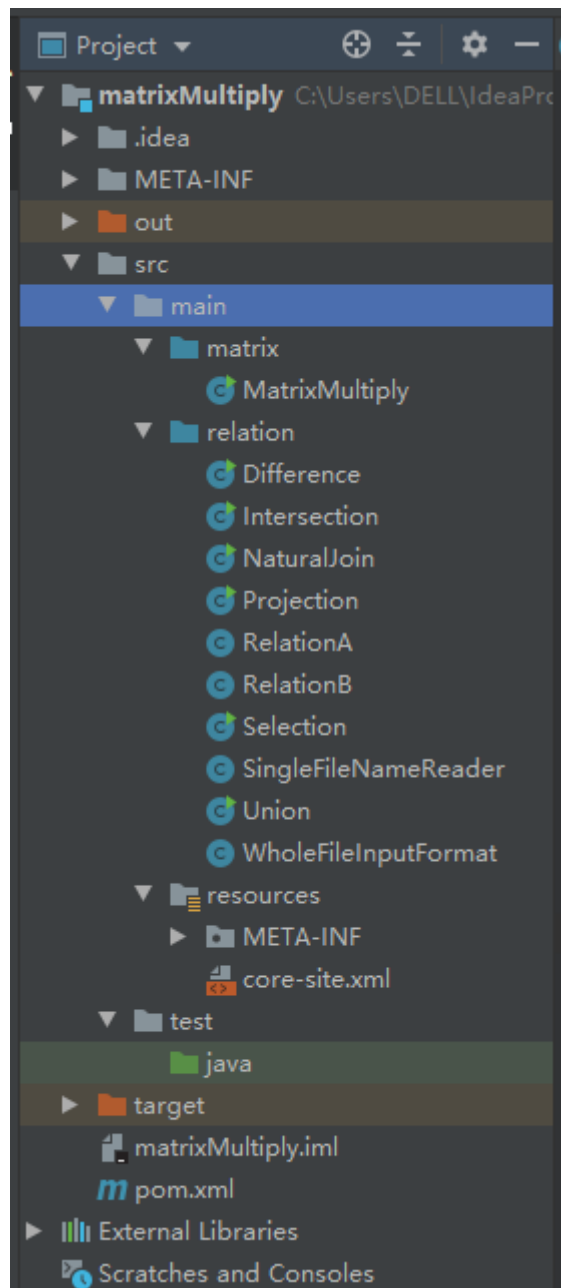 Project
matrixMultiply C:\Users\DELL\IdeaPro
.idea
META-INF
out
src
main
matrix
MatrixMultiply
relation
Difference
Intersection
NaturalJoin
Projection
RelationA
RelationB
Selection
SingleFileNameReader
Union
WholeFileInputFormat
resources
META-INF
core-site.xml
test
java
target
matrixMultiply.iml
pom.xml
External Libraries
Scratches and Consoles